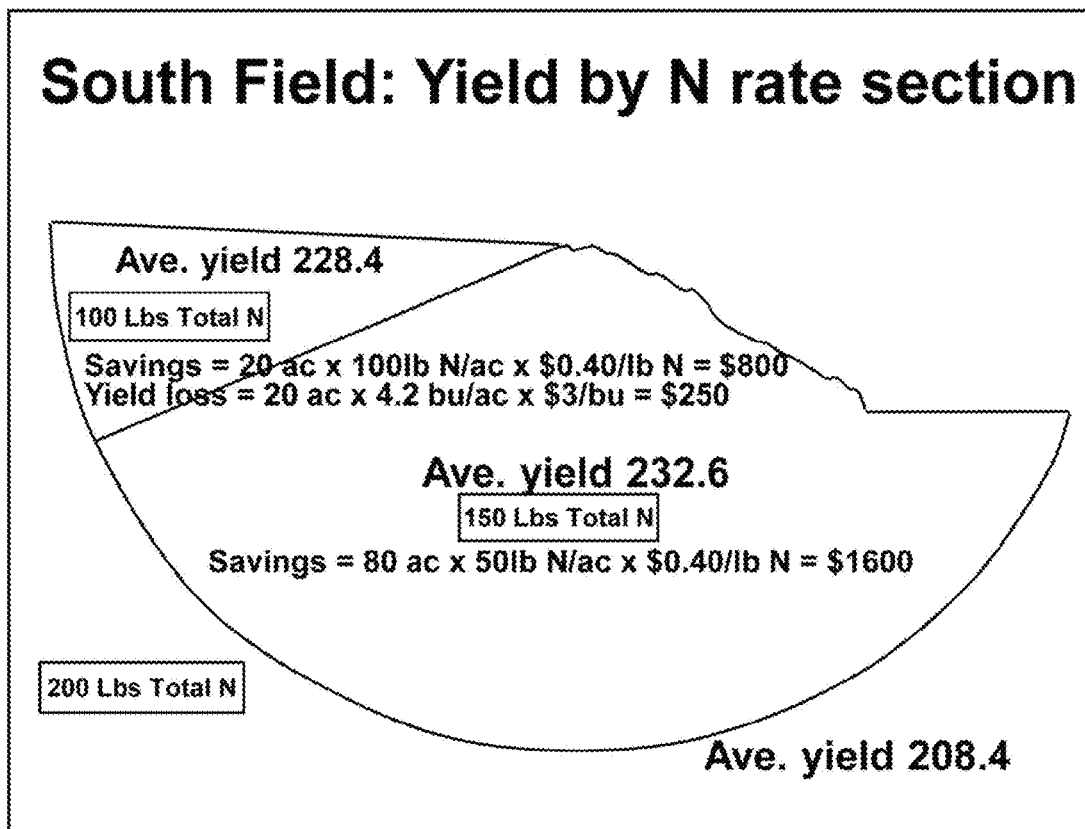 South Field: Yield by N rate section
Ave. yield 228.4
100 Lbs Total N
Savings = 20 ac x 100lb N/ac x $0.40/lb N = $800
Yield loss = 20 ac x 4.2 bu/ac x $3/bu = $250
Ave. yield 232.6
150 Lbs Total N
Savings = 80 ac x 50lb N/ac x $0.40/lb N = $1600
200 Lbs Total N
Ave. yield 208.4